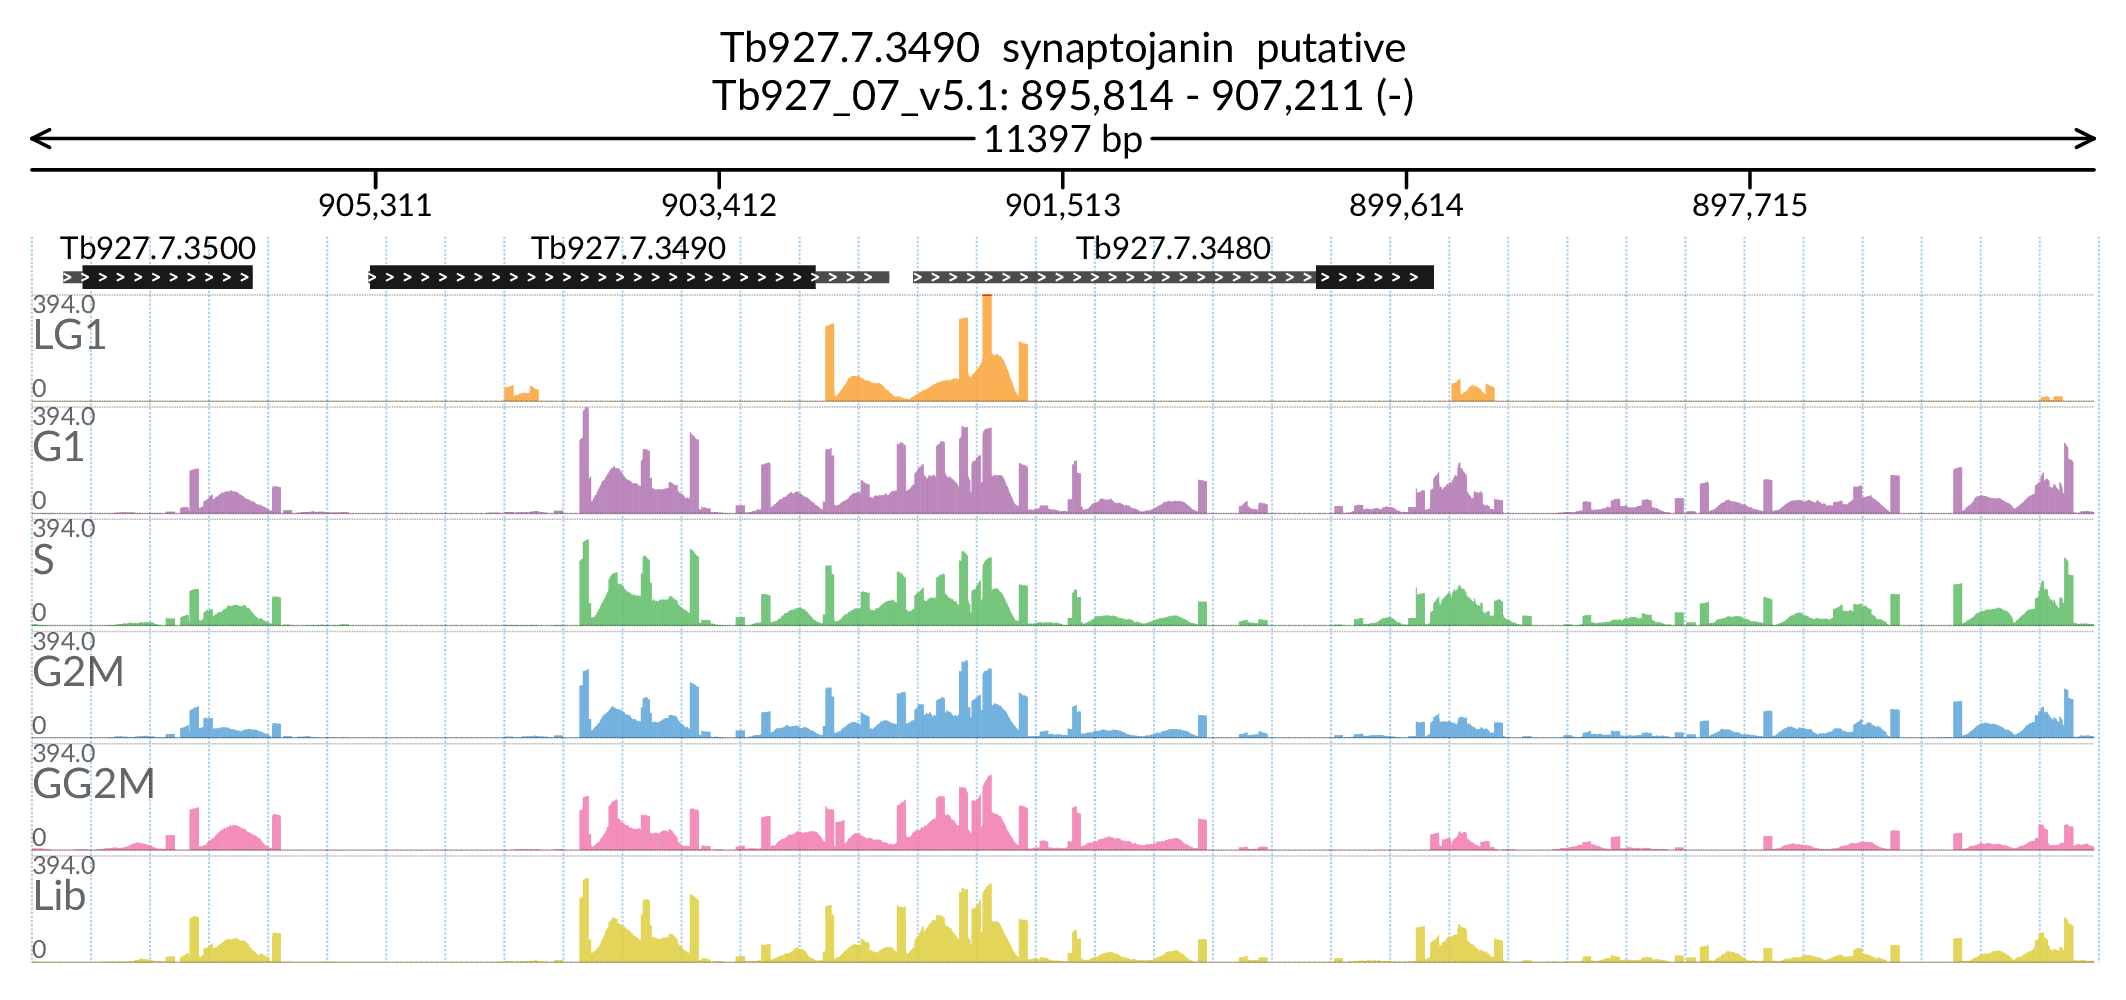 Tb927.7.3490 synaptojanin putative
Tb927_07_v5.1: 895,814 - 907,211 (-)
11397 bp
905,311 903,412 901,513 899,614 897,715
Tb927.7.3500 Tb927.7.3490 Tb927.7.3480
394.0
LG1
0
394.0
G1
0
394.0
S
0
394.0
G2M
0
394.0
GG2M
0
394.0
Lib
0